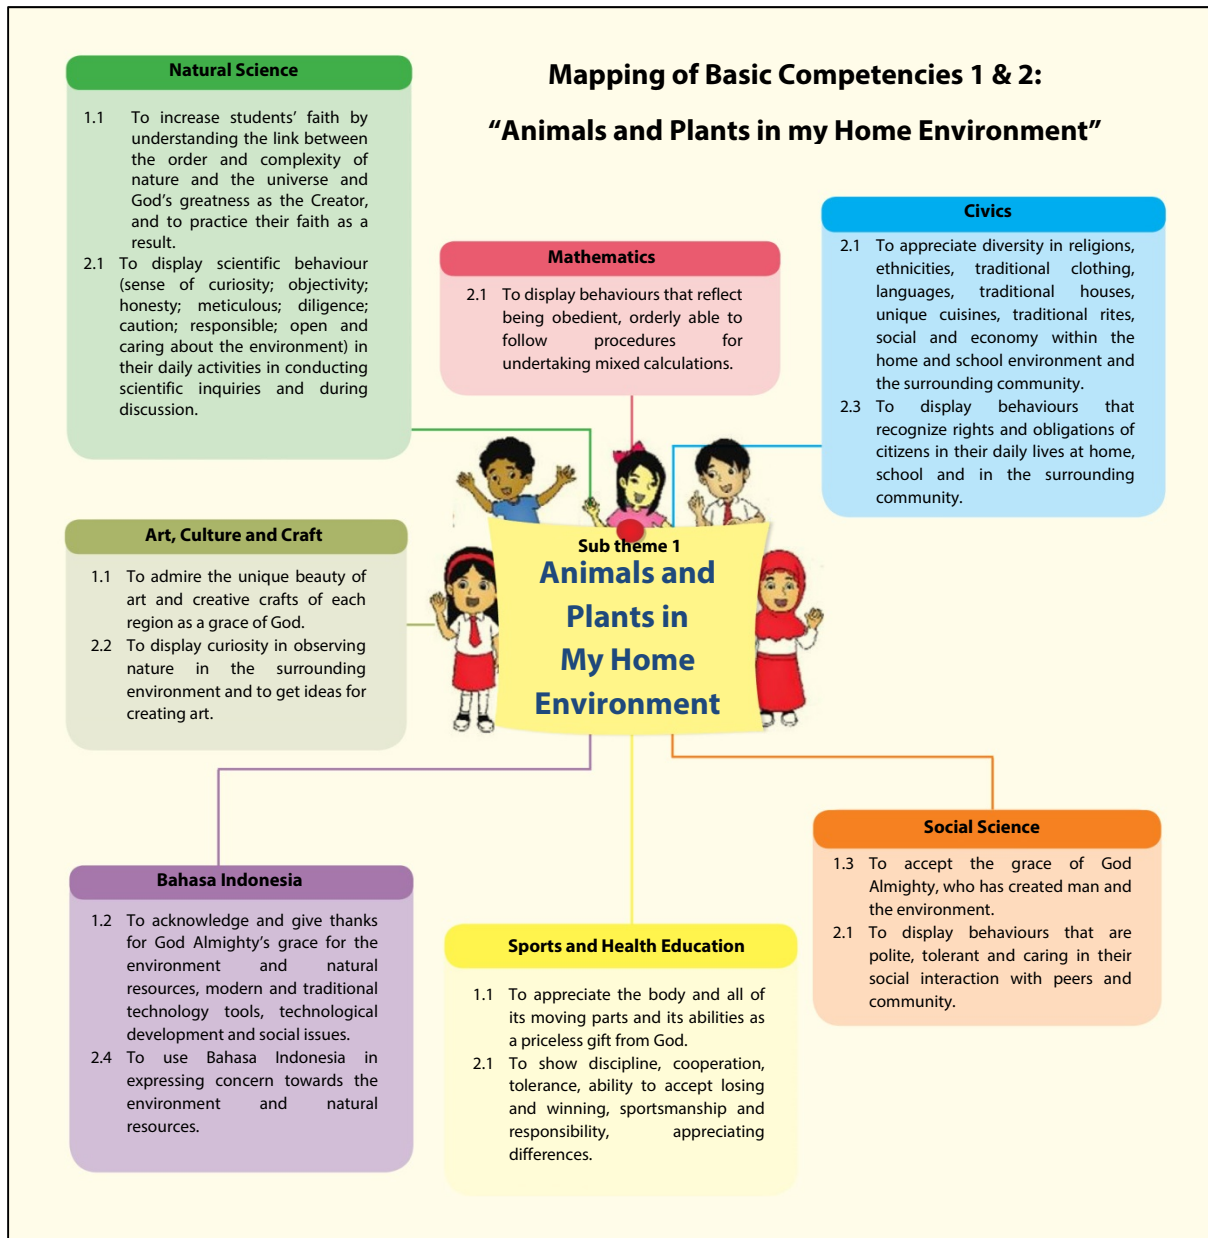 Mapping of Basic Competencies 1 & 2:
“Animals and Plants in my Home Environment”
Natural Science
1.1 To increase students’ faith by
understanding the link between
the order and complexity of
nature and the universe and
God’s greatness as the Creator,
and to practice their faith as a
result.
2.1 To display scientific behaviour
(sense of curiosity; objectivity;
honesty; meticulous; diligence;
caution; responsible; open and
caring about the environment) in
their daily activities in conducting
scientific inquiries and during
discussion.
Mathematics
2.1 To display behaviours that reflect
being obedient, orderly able to
follow procedures for
undertaking mixed calculations.
Civics
2.1 To appreciate diversity in religions,
ethnicities, traditional clothing,
languages, traditional houses,
unique cuisines, traditional rites,
social and economy within the
home and school environment and
the surrounding community.
2.3 To display behaviours that
recognize rights and obligations of
citizens in their daily lives at home,
school and in the surrounding
community.
Art, Culture and Craft
1.1 To admire the unique beauty of
art and creative crafts of each
region as a grace of God.
2.2 To display curiosity in observing
nature in the surrounding
environment and to get ideas for
creating art.
Sub theme 1
Animals and
Plants in
My Home
Environment
Bahasa Indonesia
1.2 To acknowledge and give thanks
for God Almighty’s grace for the
environment and natural
resources, modern and traditional
technology tools, technological
development and social issues.
2.4 To use Bahasa Indonesia in
expressing concern towards the
environment and natural
resources.
Sports and Health Education
1.1 To appreciate the body and all of
its moving parts and its abilities as
a priceless gift from God.
2.1 To show discipline, cooperation,
tolerance, ability to accept losing
and winning, sportsmanship and
responsibility, appreciating
differences.
Social Science
1.3 To accept the grace of God
Almighty, who has created man and
the environment.
2.1 To display behaviours that are
polite, tolerant and caring in their
social interaction with peers and
community.